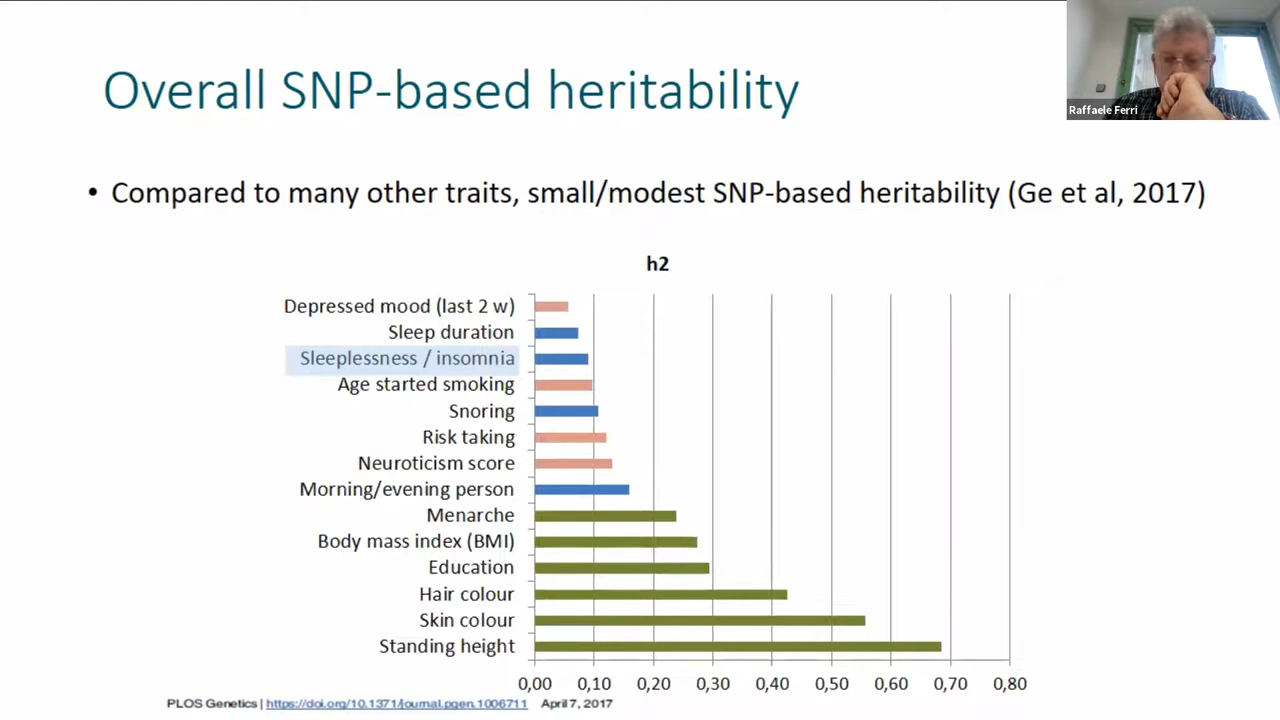 Overall SNP-based heritability
Raffaele Ferri
• Compared to many other traits, small/modest SNP-based heritability (Ge et al, 2017)
h2
Depressed mood (last 2 w)
Sleep duration
Sleeplessness / insomnia
Age started smoking
Snoring
Risk taking
Neuroticism score
Morning/evening person
Menarche
Body mass index (BMI)
Education
Hair colour
Skin colour
Standing height
0,00 0,10 0,20 0,30 0,40 0,50 0,60 0,70 0,80
PLOS Genetics | https://doi.org/10.1371/journal.pgen.1006711 April 7, 2017